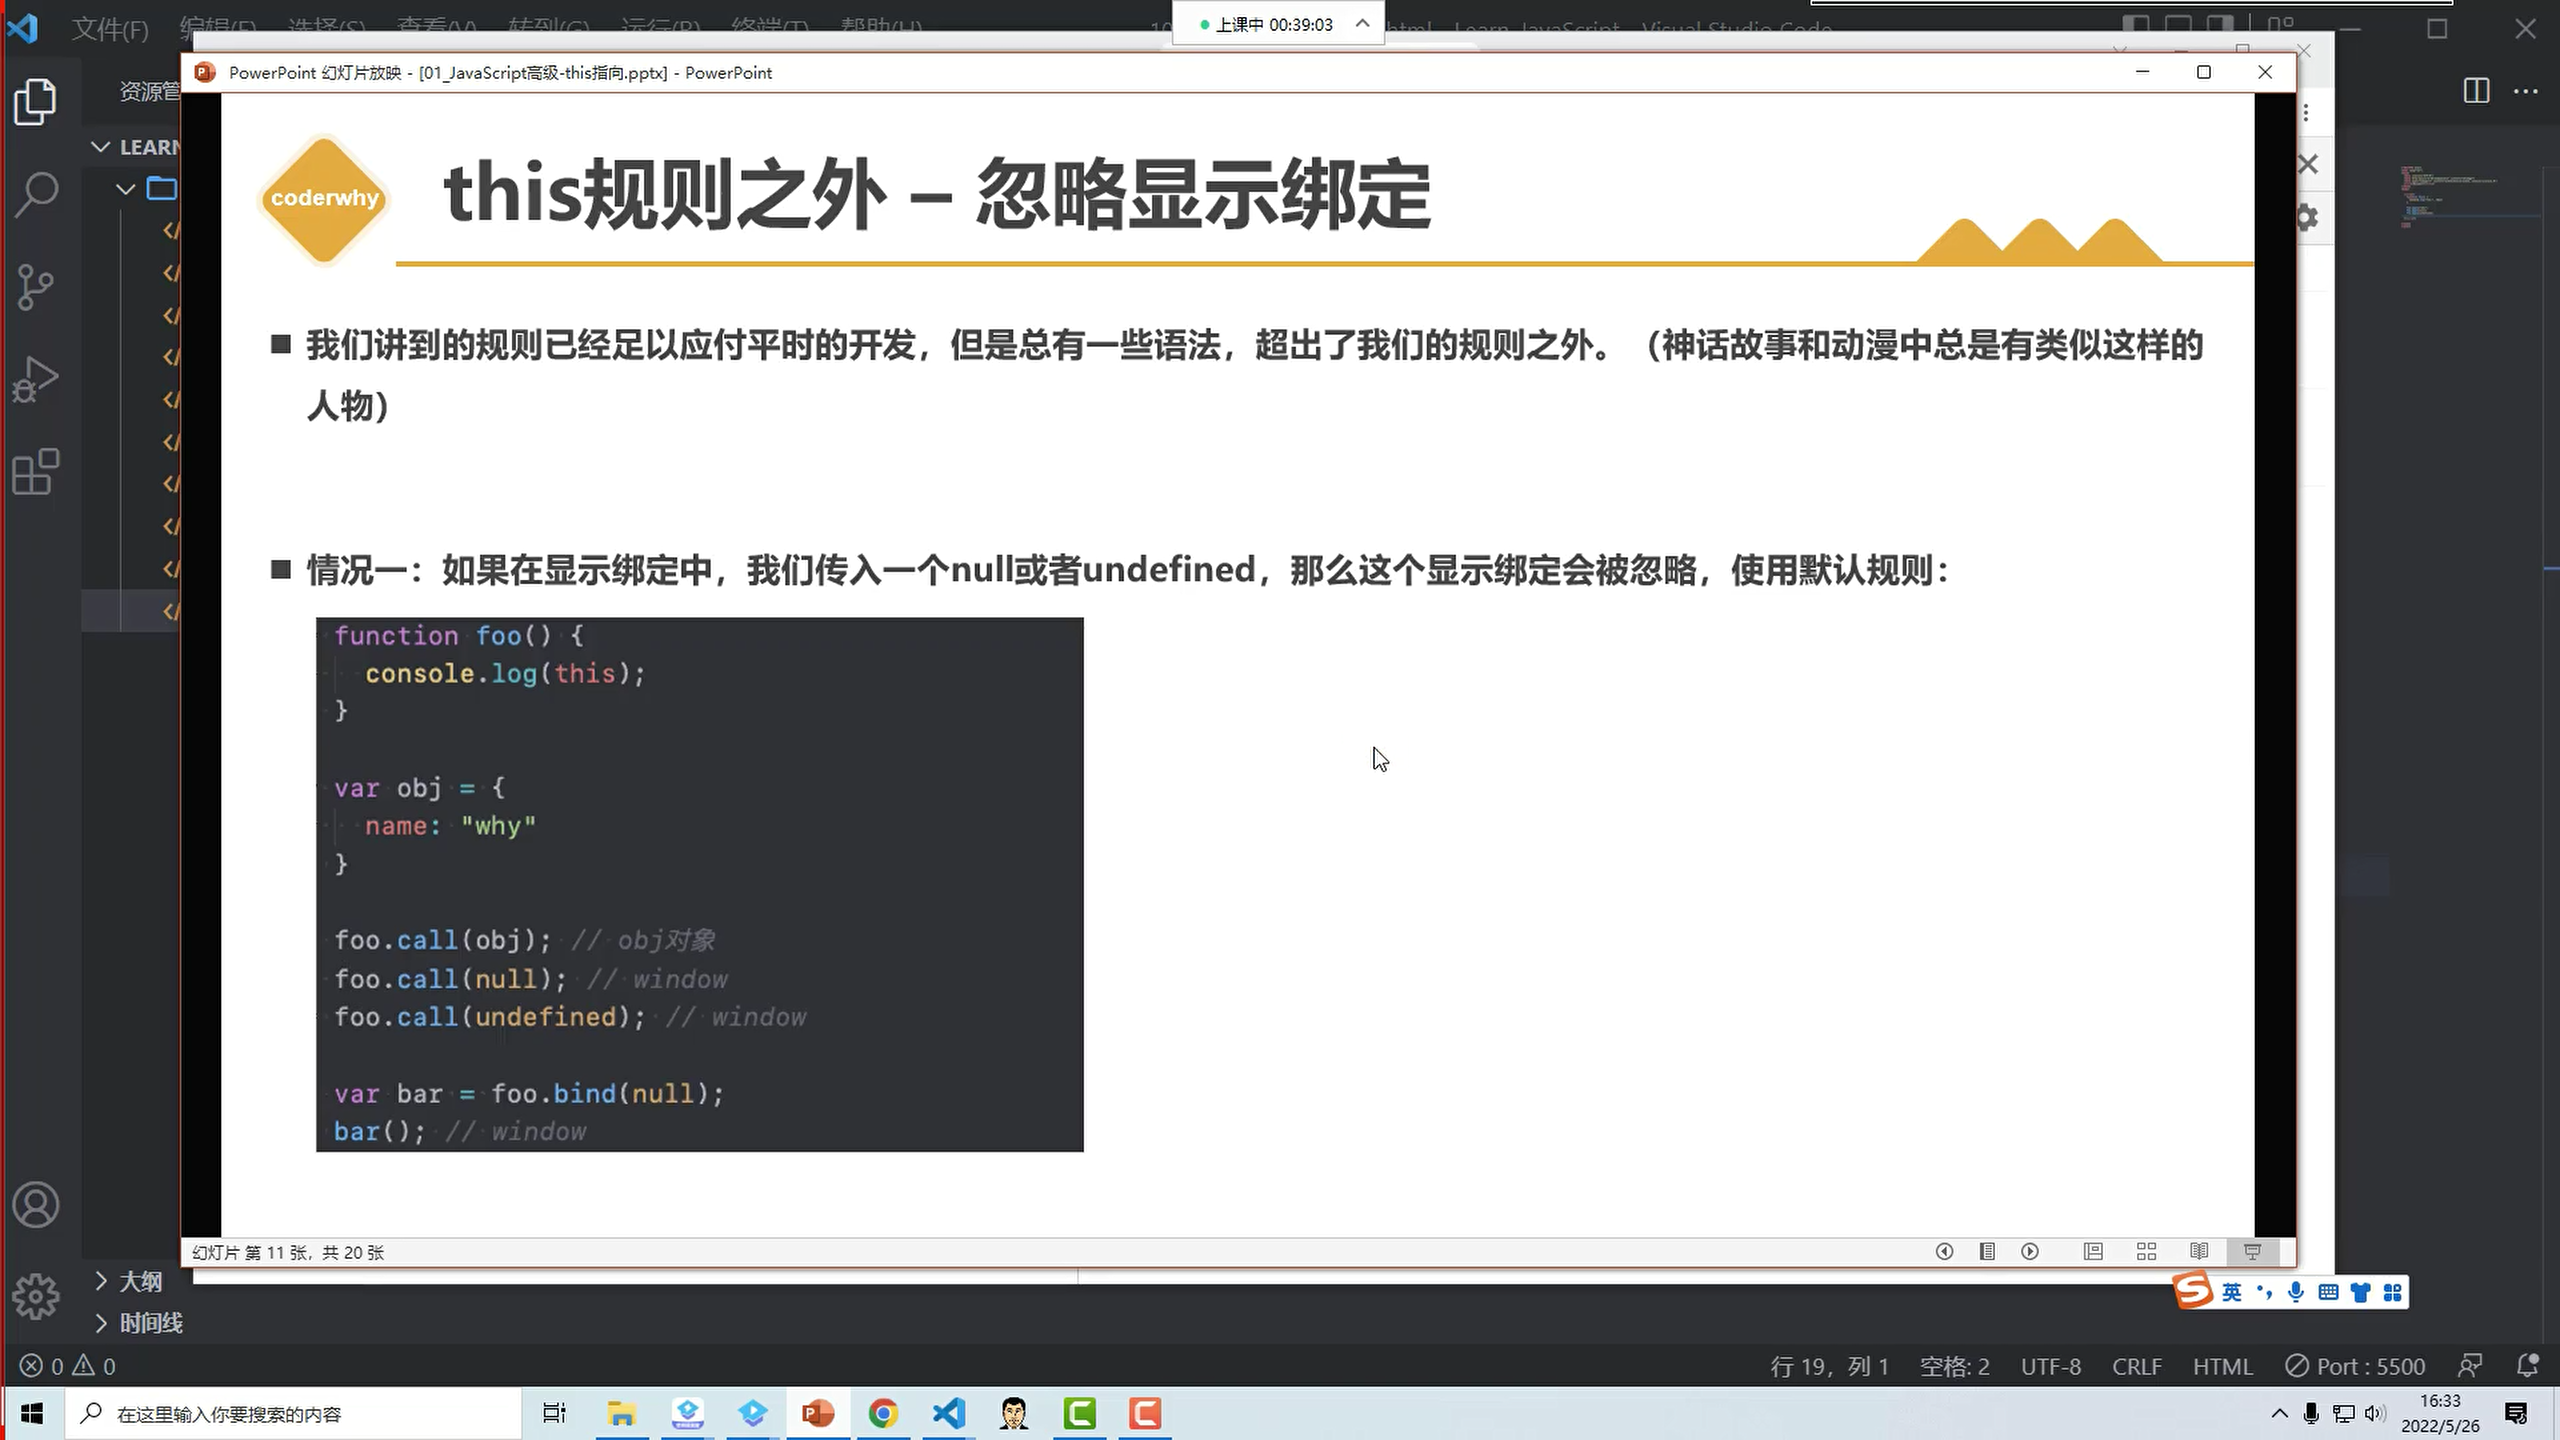 文件(F) 编辑(E) 选择(S) 查看(V) 转到(G) 运行(R) 终端(T) 帮助(H)
上课中 00:39:03
html - Learn JavaScript - Visual Studio Code
PowerPoint 幻灯片放映 - [01_JavaScript高级-this指向.pptx] - PowerPoint
资源管
LEARN
coderwhy
this规则之外 – 忽略显示绑定
我们讲到的规则已经足以应付平时的开发，但是总有一些语法，超出了我们的规则之外。（神话故事和动漫中总是有类似这样的
人物）
情况一：如果在显示绑定中，我们传入一个null或者undefined，那么这个显示绑定会被忽略，使用默认规则：
function foo() {
console.log(this);
}
var obj = {
name: "why"
}
foo.call(obj); // obj对象
foo.call(null); // window
foo.call(undefined); // window
var bar = foo.bind(null);
bar(); // window
幻灯片 第 11 张，共 20 张
大纲
时间线
英
0 0
行 19，列 1 空格: 2 UTF-8 CRLF HTML Port : 5500
在这里输入你要搜索的内容
16:33
2022/5/26